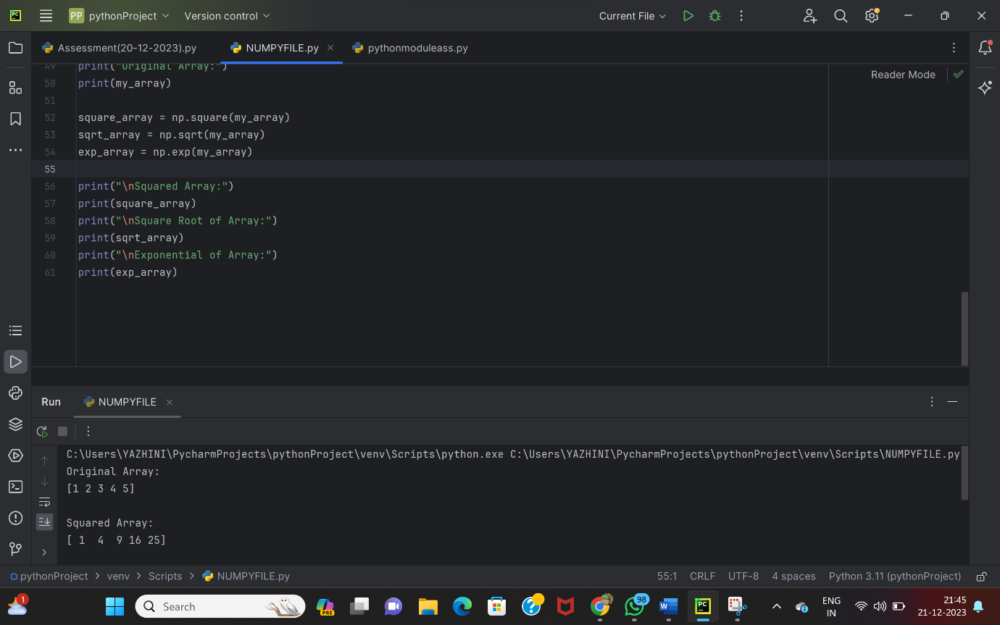 PC
PP pythonProject Version control Current File
Assessment(20-12-2023).py NUMPYFILE.py pythonmoduleass.py
Reader Mode
49 print("Original Array:")
50 print(my_array)
51
52 square_array = np.square(my_array)
53 sqrt_array = np.sqrt(my_array)
54 exp_array = np.exp(my_array)
55
56 print("\nSquared Array:")
57 print(square_array)
58 print("\nSquare Root of Array:")
59 print(sqrt_array)
60 print("\nExponential of Array:")
61 print(exp_array)
Run NUMPYFILE
C:\Users\YAZHINI\PycharmProjects\pythonProject\venv\Scripts\python.exe C:\Users\YAZHINI\PycharmProjects\pythonProject\venv\Scripts\NUMPYFILE.py
Original Array:
[1 2 3 4 5]
Squared Array:
[ 1  4  9 16 25]
pythonProject > venv > Scripts > NUMPYFILE.py 55:1 CRLF UTF-8 4 spaces Python 3.11 (pythonProject)
1 Search PRE 98 W PC ENG 21:45
IN 21-12-2023